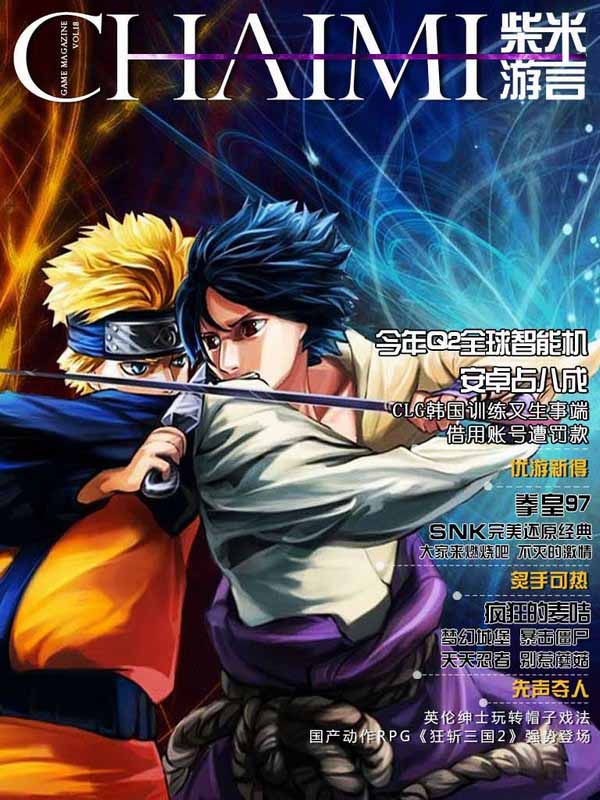 CHAIMI
GAME MAGAZINE
VOL18
柴米
游言
今年Q2全球智能机
安卓占八成
CLG韩国训练又生事端
借用账号遭罚款
优游新得
拳皇97
SNK完美还原经典
大家来燃烧吧 不灭的激情
炙手可热
疯狂的麦咭
梦幻城堡 暴击僵尸
天天忍者 别惹蘑菇
先声夺人
英伦绅士玩转帽子戏法
国产动作RPG《狂斩三国2》强势登场